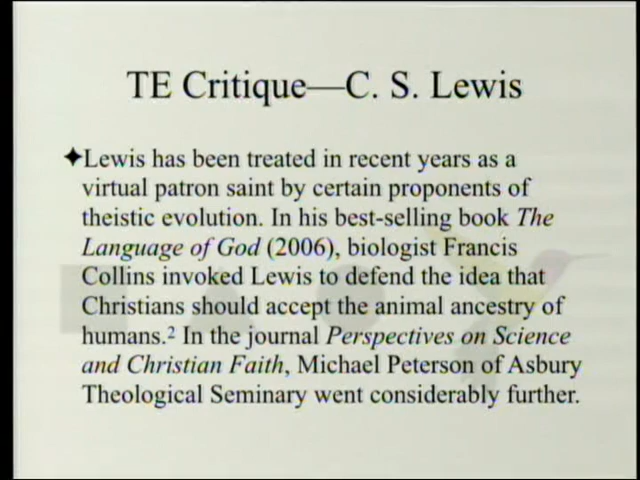 TE Critique—C. S. Lewis
✦Lewis has been treated in recent years as a
virtual patron saint by certain proponents of
theistic evolution. In his best-selling book The
Language of God (2006), biologist Francis
Collins invoked Lewis to defend the idea that
Christians should accept the animal ancestry of
humans.² In the journal Perspectives on Science
and Christian Faith, Michael Peterson of Asbury
Theological Seminary went considerably further.